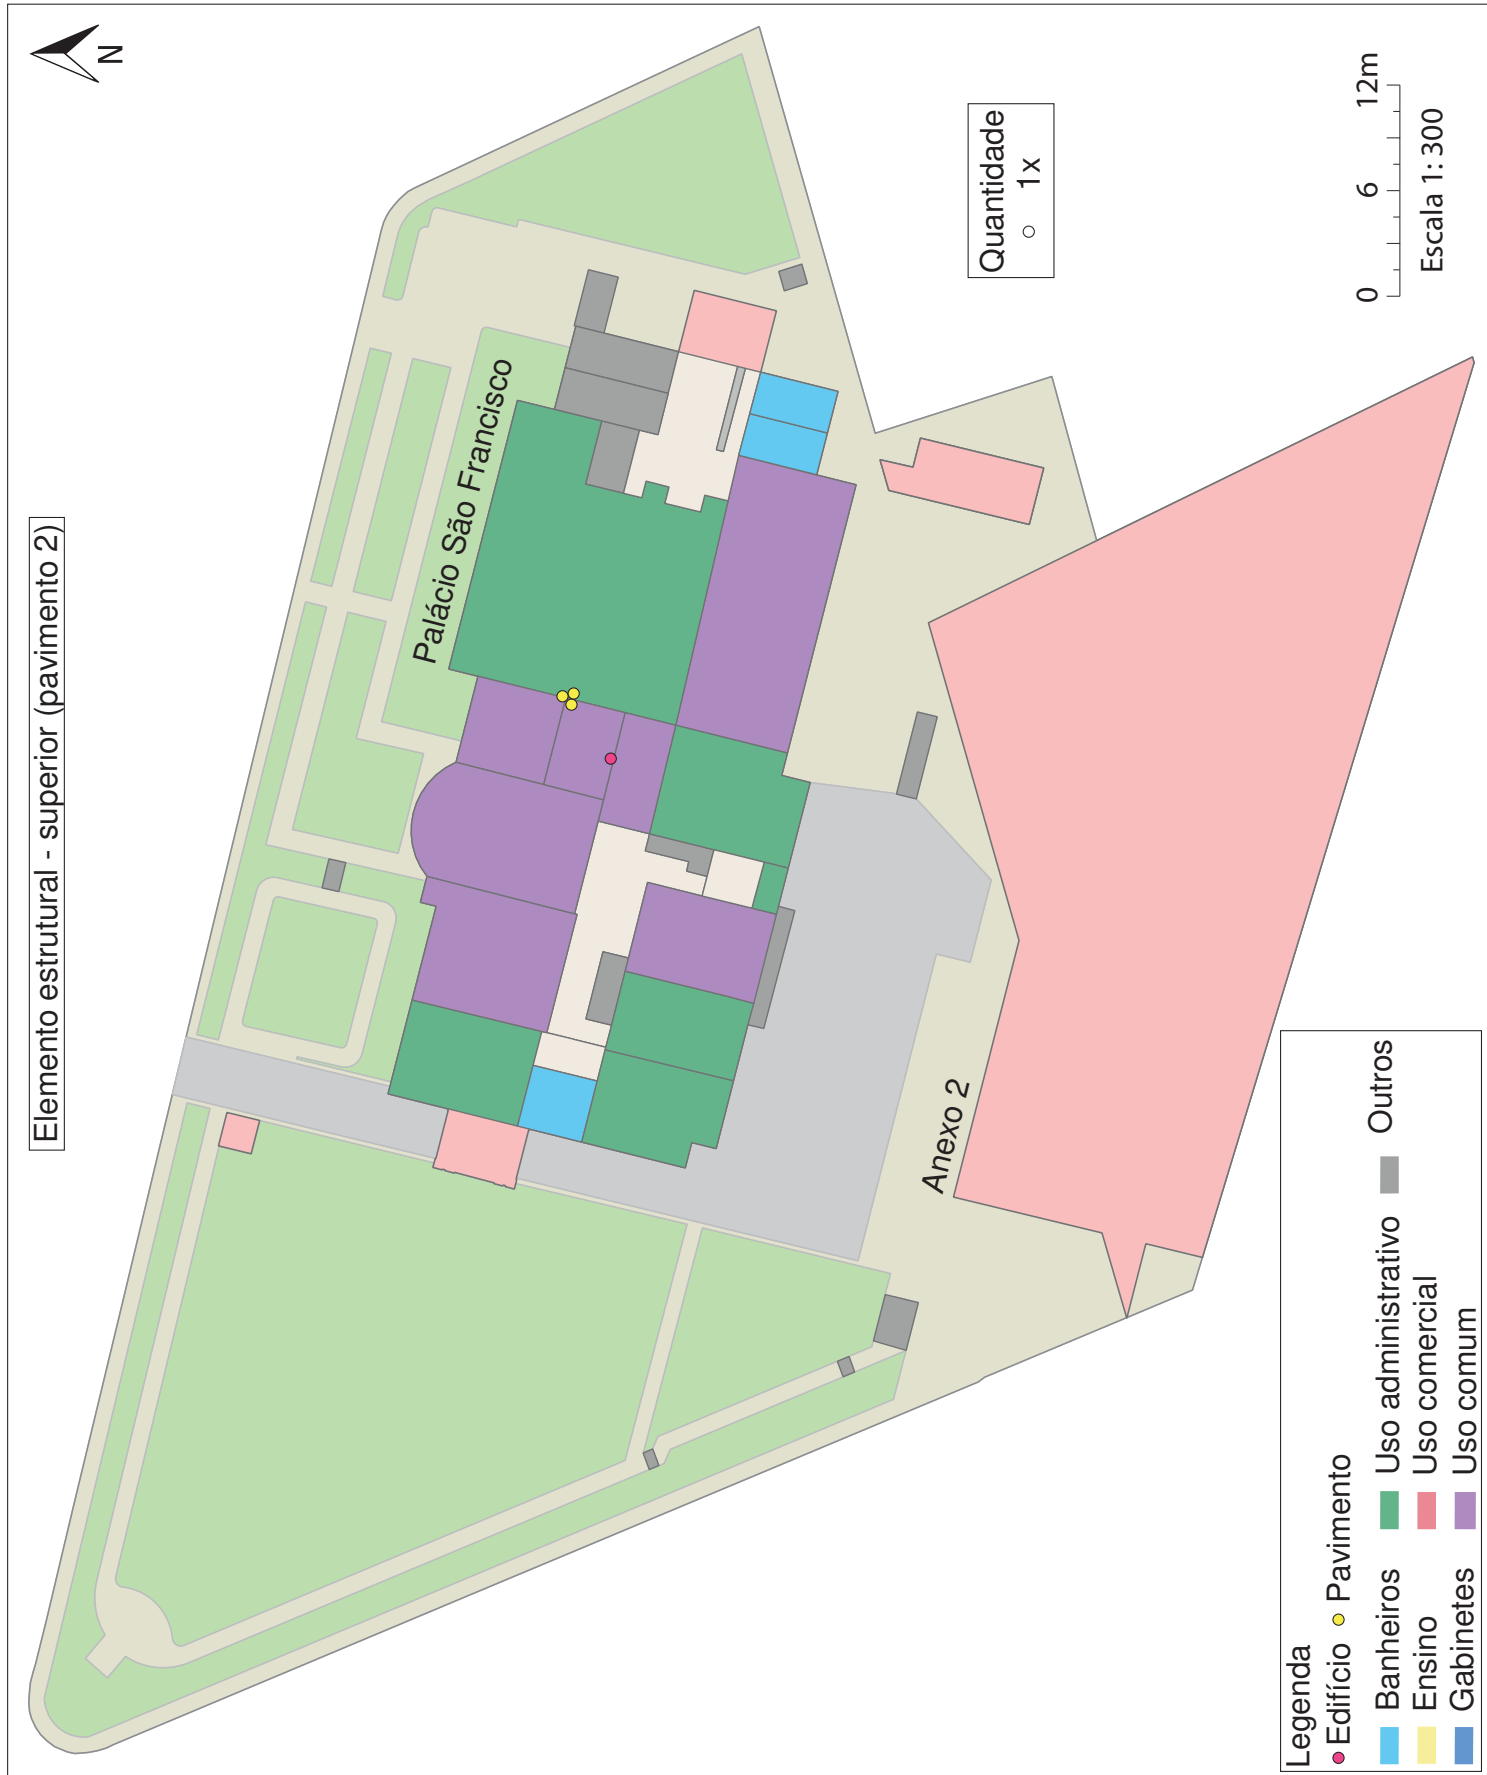 Elemento estrutural - superior (pavimento 2)
N
Palácio São Francisco
Anexo 2
Quantidade
1x
0 6 12m
Escala 1: 300
Legenda
Edifício Pavimento
Banheiros Uso administrativo Outros
Ensino Uso comercial
Gabinetes Uso comum